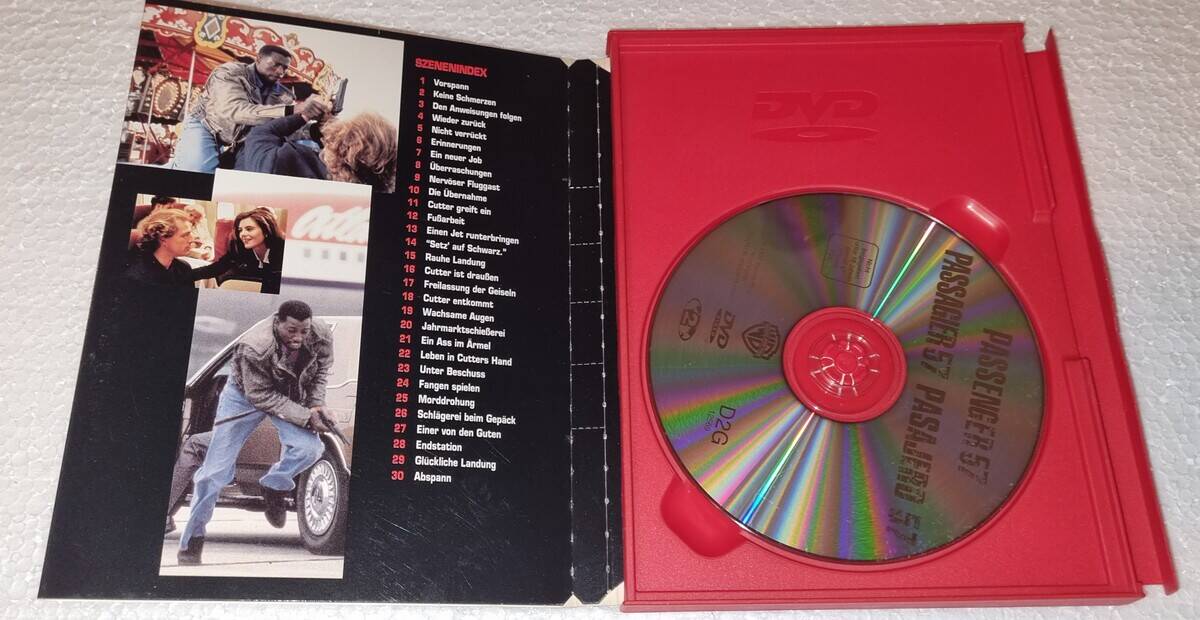 SZENENINDEX
1 Vorspann
2 Keine Schmerzen
3 Den Anweisungen folgen
4 Wieder zurück
5 Nicht verrückt
6 Erinnerungen
7 Ein neuer Job
8 Überraschungen
9 Nervöser Fluggast
10 Die Übernahme
11 Cutter greift ein
12 Fußarbeit
13 Einen Jet runterbringen
14 "Setz' auf Schwarz."
15 Rauhe Landung
16 Cutter ist draußen
17 Freilassung der Geiseln
18 Cutter entkommt
19 Wachsame Augen
20 Jahrmarktschießerei
21 Ein Ass im Ärmel
22 Leben in Cutters Hand
23 Unter Beschuss
24 Fangen spielen
25 Morddrohung
26 Schlägerei beim Gepäck
27 Einer von den Guten
28 Endstation
29 Glückliche Landung
30 Abspann
DVD
PASSENGER 57
PASSAGIER 57 PASAJERO 57
DVD
D2G